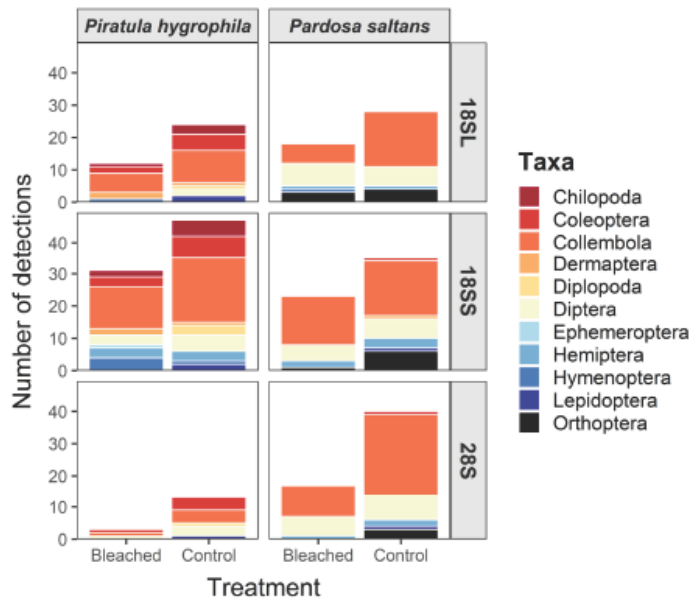 Piratula hygrophila
Pardosa saltans
40
30
20
10
0
18SL
40
30
20
10
0
18SS
40
30
20
10
0
28S
Number of detections
Bleached Control Bleached Control
Treatment
Taxa
Chilopoda
Coleoptera
Collembola
Dermaptera
Diplopoda
Diptera
Ephemeroptera
Hemiptera
Hymenoptera
Lepidoptera
Orthoptera